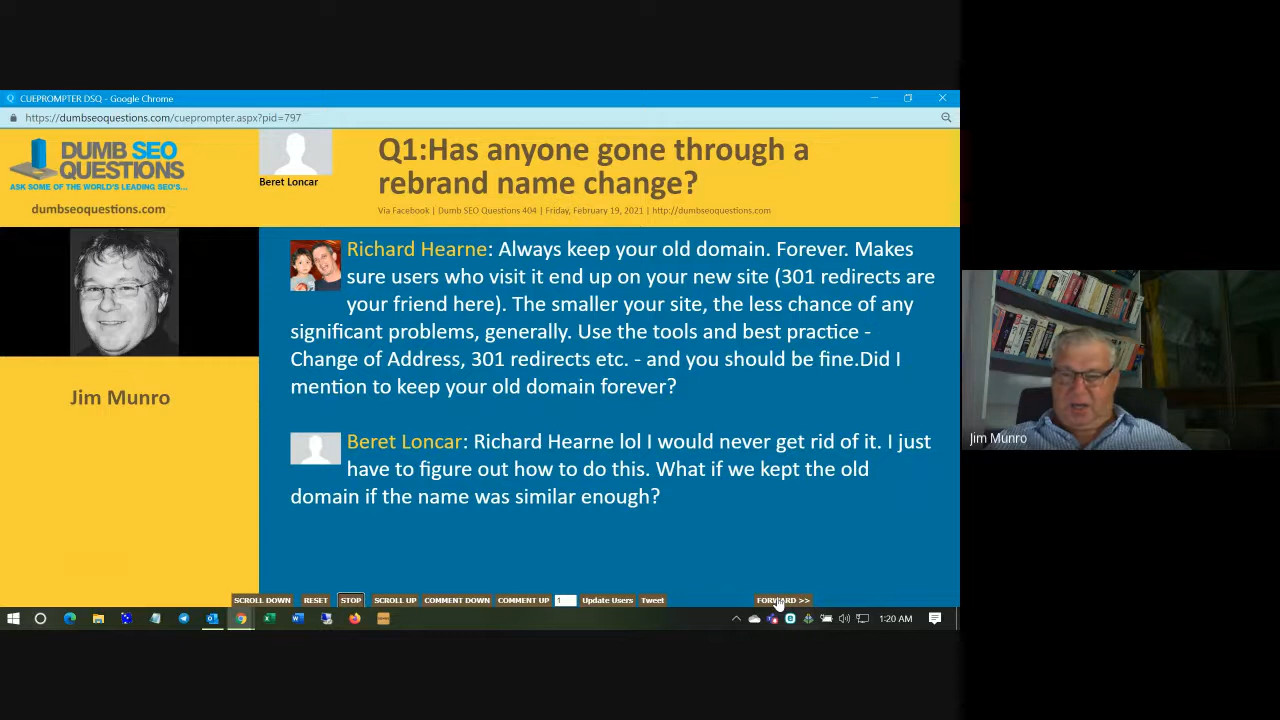 CUEPROMPTER DSQ - Google Chrome
https://dumbseoquestions.com/cueprompter.aspx?pid=797
DUMB SEO
QUESTIONS
ASK SOME OF THE WORLD'S LEADING SEO'S...
dumbseoquestions.com
Beret Loncar
Q1:Has anyone gone through a
rebrand name change?
Via Facebook | Dumb SEO Questions 404 | Friday, February 19, 2021 | http://dumbseoquestions.com
Jim Munro
Richard Hearne: Always keep your old domain. Forever. Makes
sure users who visit it end up on your new site (301 redirects are
your friend here). The smaller your site, the less chance of any
significant problems, generally. Use the tools and best practice -
Change of Address, 301 redirects etc. - and you should be fine.Did I
mention to keep your old domain forever?
Beret Loncar: Richard Hearne lol I would never get rid of it. I just
have to figure out how to do this. What if we kept the old
domain if the name was similar enough?
Jim Munro
SCROLL DOWN RESET STOP SCROLL UP COMMENT DOWN COMMENT UP 1 Update Users Tweet FORWARD >>
1:20 AM